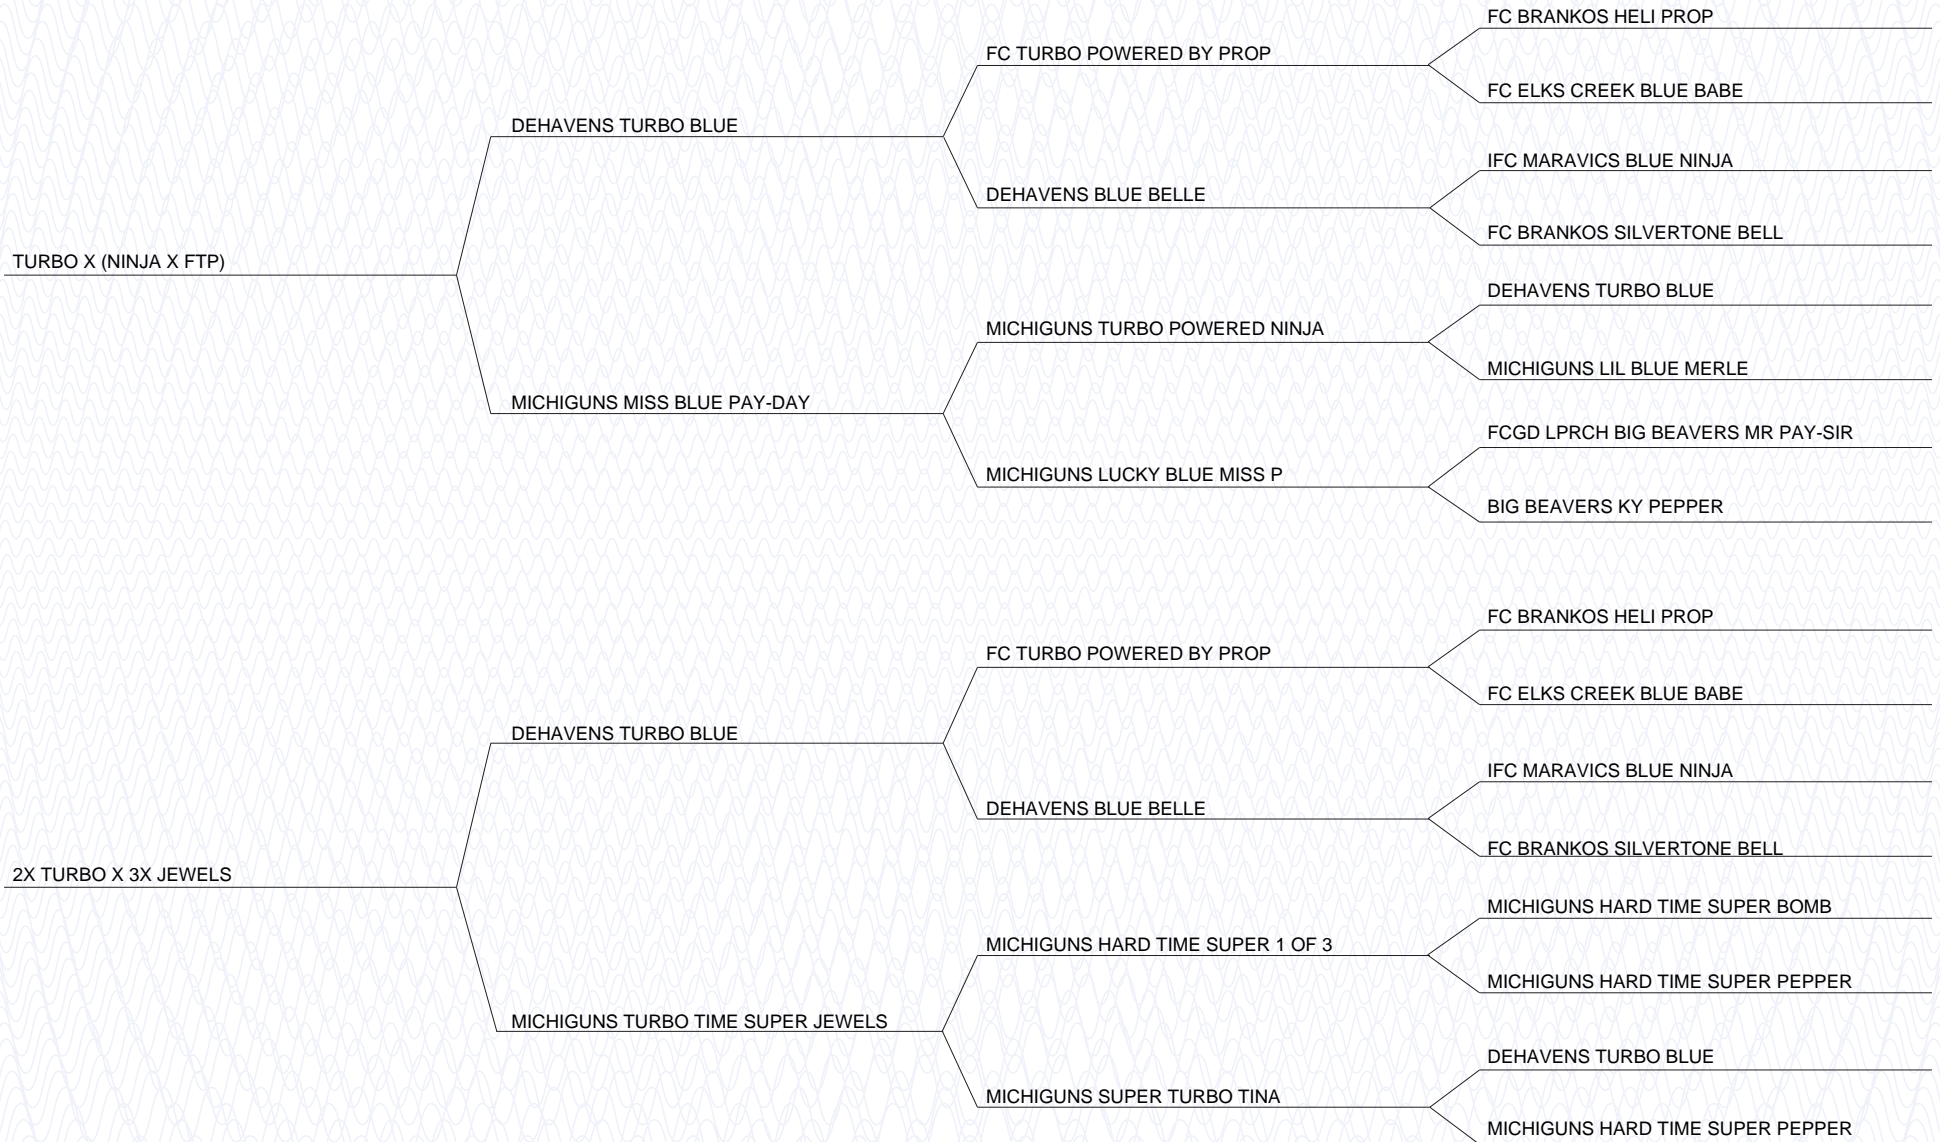 FC BRANKOS HELI PROP
FC TURBO POWERED BY PROP
FC ELKS CREEK BLUE BABE
DEHAVENS TURBO BLUE
IFC MARAVICS BLUE NINJA
DEHAVENS BLUE BELLE
FC BRANKOS SILVERTONE BELL
TURBO X (NINJA X FTP)
DEHAVENS TURBO BLUE
MICHIGUNS TURBO POWERED NINJA
MICHIGUNS LIL BLUE MERLE
MICHIGUNS MISS BLUE PAY-DAY
FCGD LPRCH BIG BEAVERS MR PAY-SIR
MICHIGUNS LUCKY BLUE MISS P
BIG BEAVERS KY PEPPER
FC BRANKOS HELI PROP
FC TURBO POWERED BY PROP
FC ELKS CREEK BLUE BABE
DEHAVENS TURBO BLUE
IFC MARAVICS BLUE NINJA
DEHAVENS BLUE BELLE
FC BRANKOS SILVERTONE BELL
2X TURBO X 3X JEWELS
MICHIGUNS HARD TIME SUPER BOMB
MICHIGUNS HARD TIME SUPER 1 OF 3
MICHIGUNS HARD TIME SUPER PEPPER
MICHIGUNS TURBO TIME SUPER JEWELS
DEHAVENS TURBO BLUE
MICHIGUNS SUPER TURBO TINA
MICHIGUNS HARD TIME SUPER PEPPER